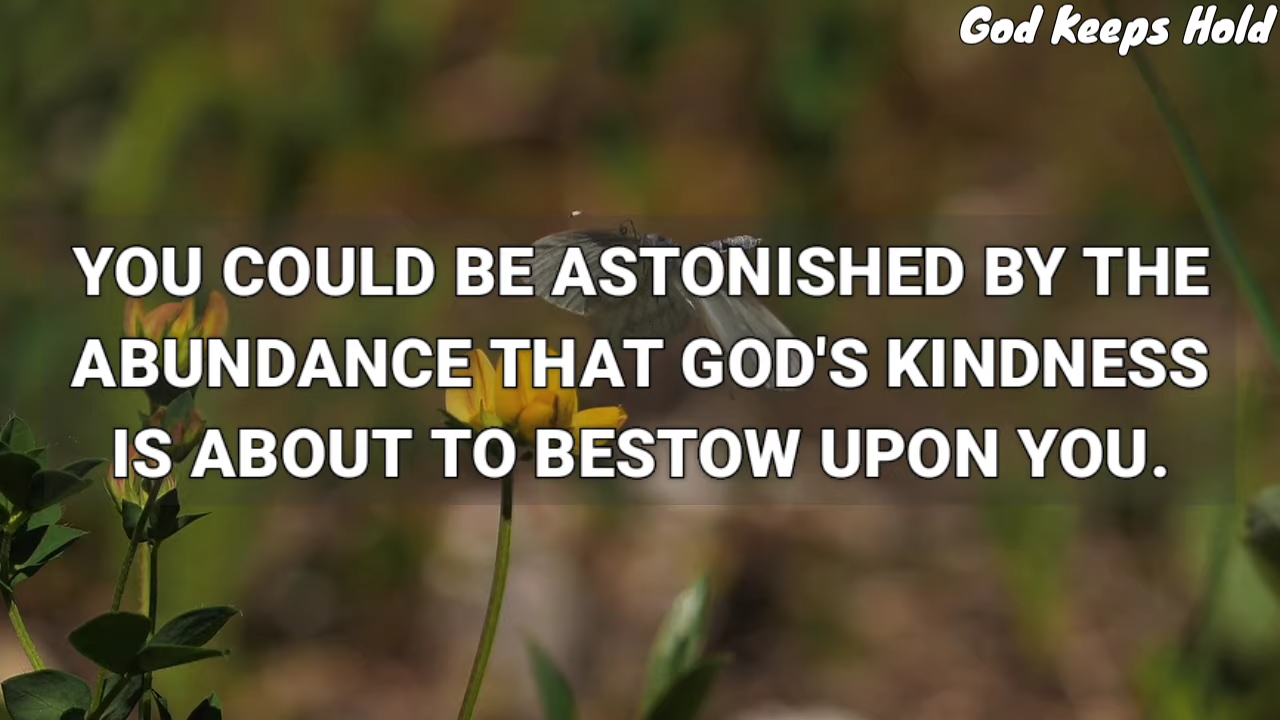 God Keeps Hold
YOU COULD BE ASTONISHED BY THE
ABUNDANCE THAT GOD'S KINDNESS
IS ABOUT TO BESTOW UPON YOU.